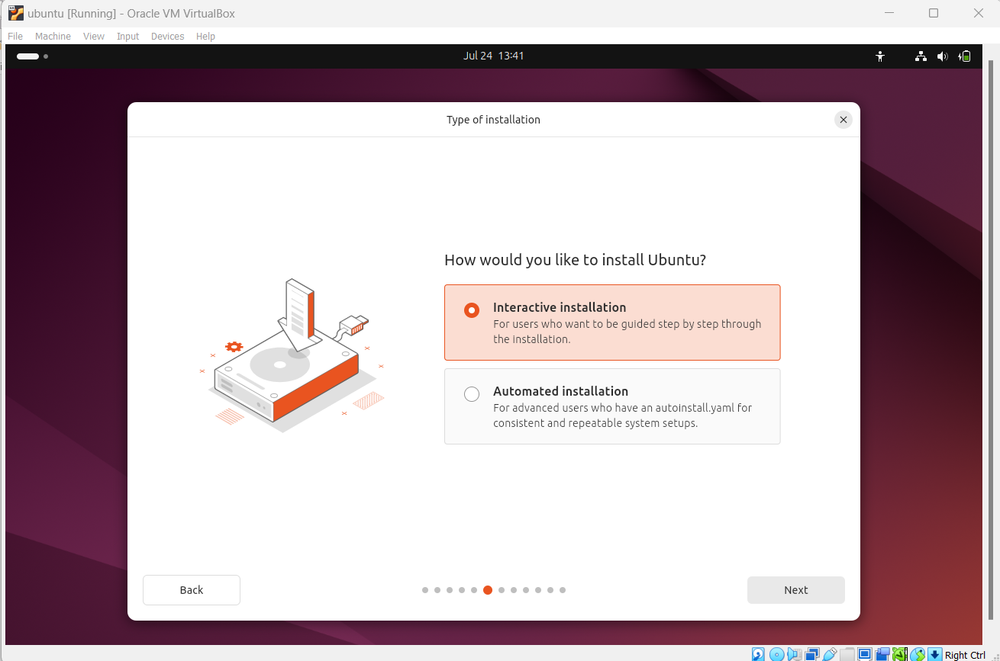 ubuntu [Running] - Oracle VM VirtualBox
File Machine View Input Devices Help
Jul 24 13:41
Type of installation
How would you like to install Ubuntu?
Interactive installation
For users who want to be guided step by step through
the installation.
Automated installation
For advanced users who have an autoinstall.yaml for
consistent and repeatable system setups.
Back
Next
Right Ctrl